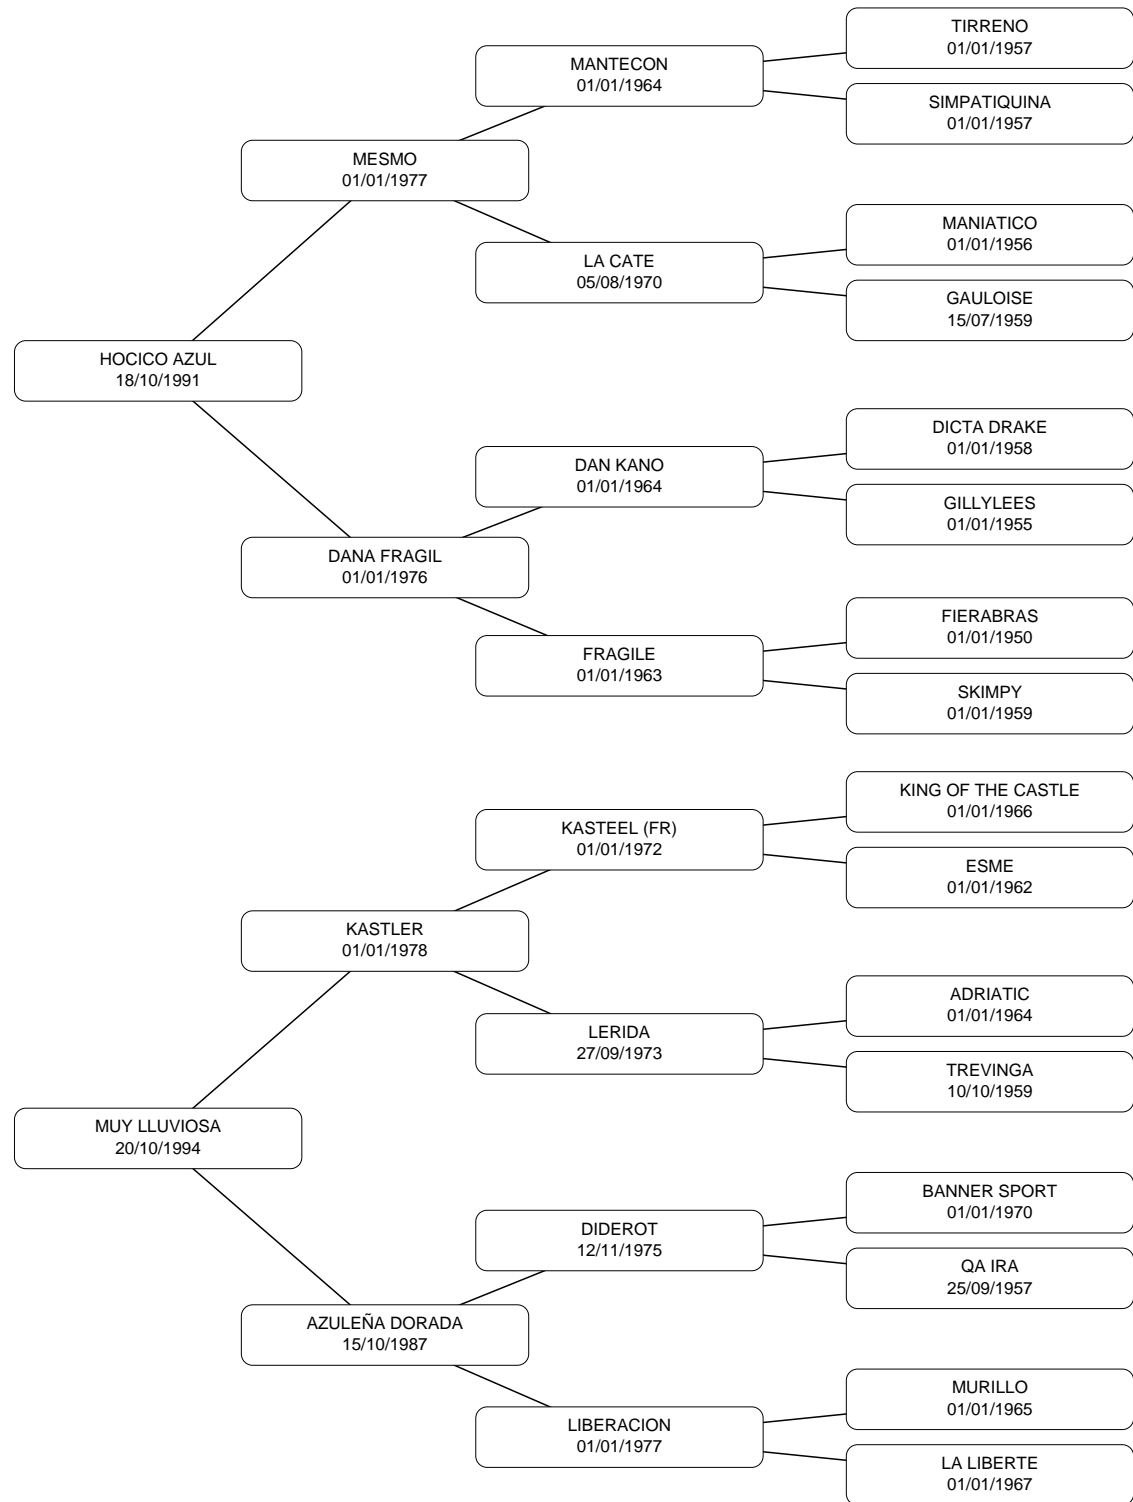 TIRRENO
01/01/1957
MANTECON
01/01/1964
SIMPATIQUINA
01/01/1957
MESMO
01/01/1977
MANIATICO
01/01/1956
LA CATE
05/08/1970
GAULOISE
15/07/1959
HOCICO AZUL
18/10/1991
DICTA DRAKE
01/01/1958
DAN KANO
01/01/1964
GILLYLEES
01/01/1955
DANA FRAGIL
01/01/1976
FIERABRAS
01/01/1950
FRAGILE
01/01/1963
SKIMPY
01/01/1959
KING OF THE CASTLE
01/01/1966
KASTEEL (FR)
01/01/1972
ESME
01/01/1962
KASTLER
01/01/1978
ADRIATIC
01/01/1964
LERIDA
27/09/1973
TREVINGA
10/10/1959
MUY LLUVIOSA
20/10/1994
BANNER SPORT
01/01/1970
DIDEROT
12/11/1975
QA IRA
25/09/1957
AZULEÑA DORADA
15/10/1987
MURILLO
01/01/1965
LIBERACION
01/01/1977
LA LIBERTE
01/01/1967